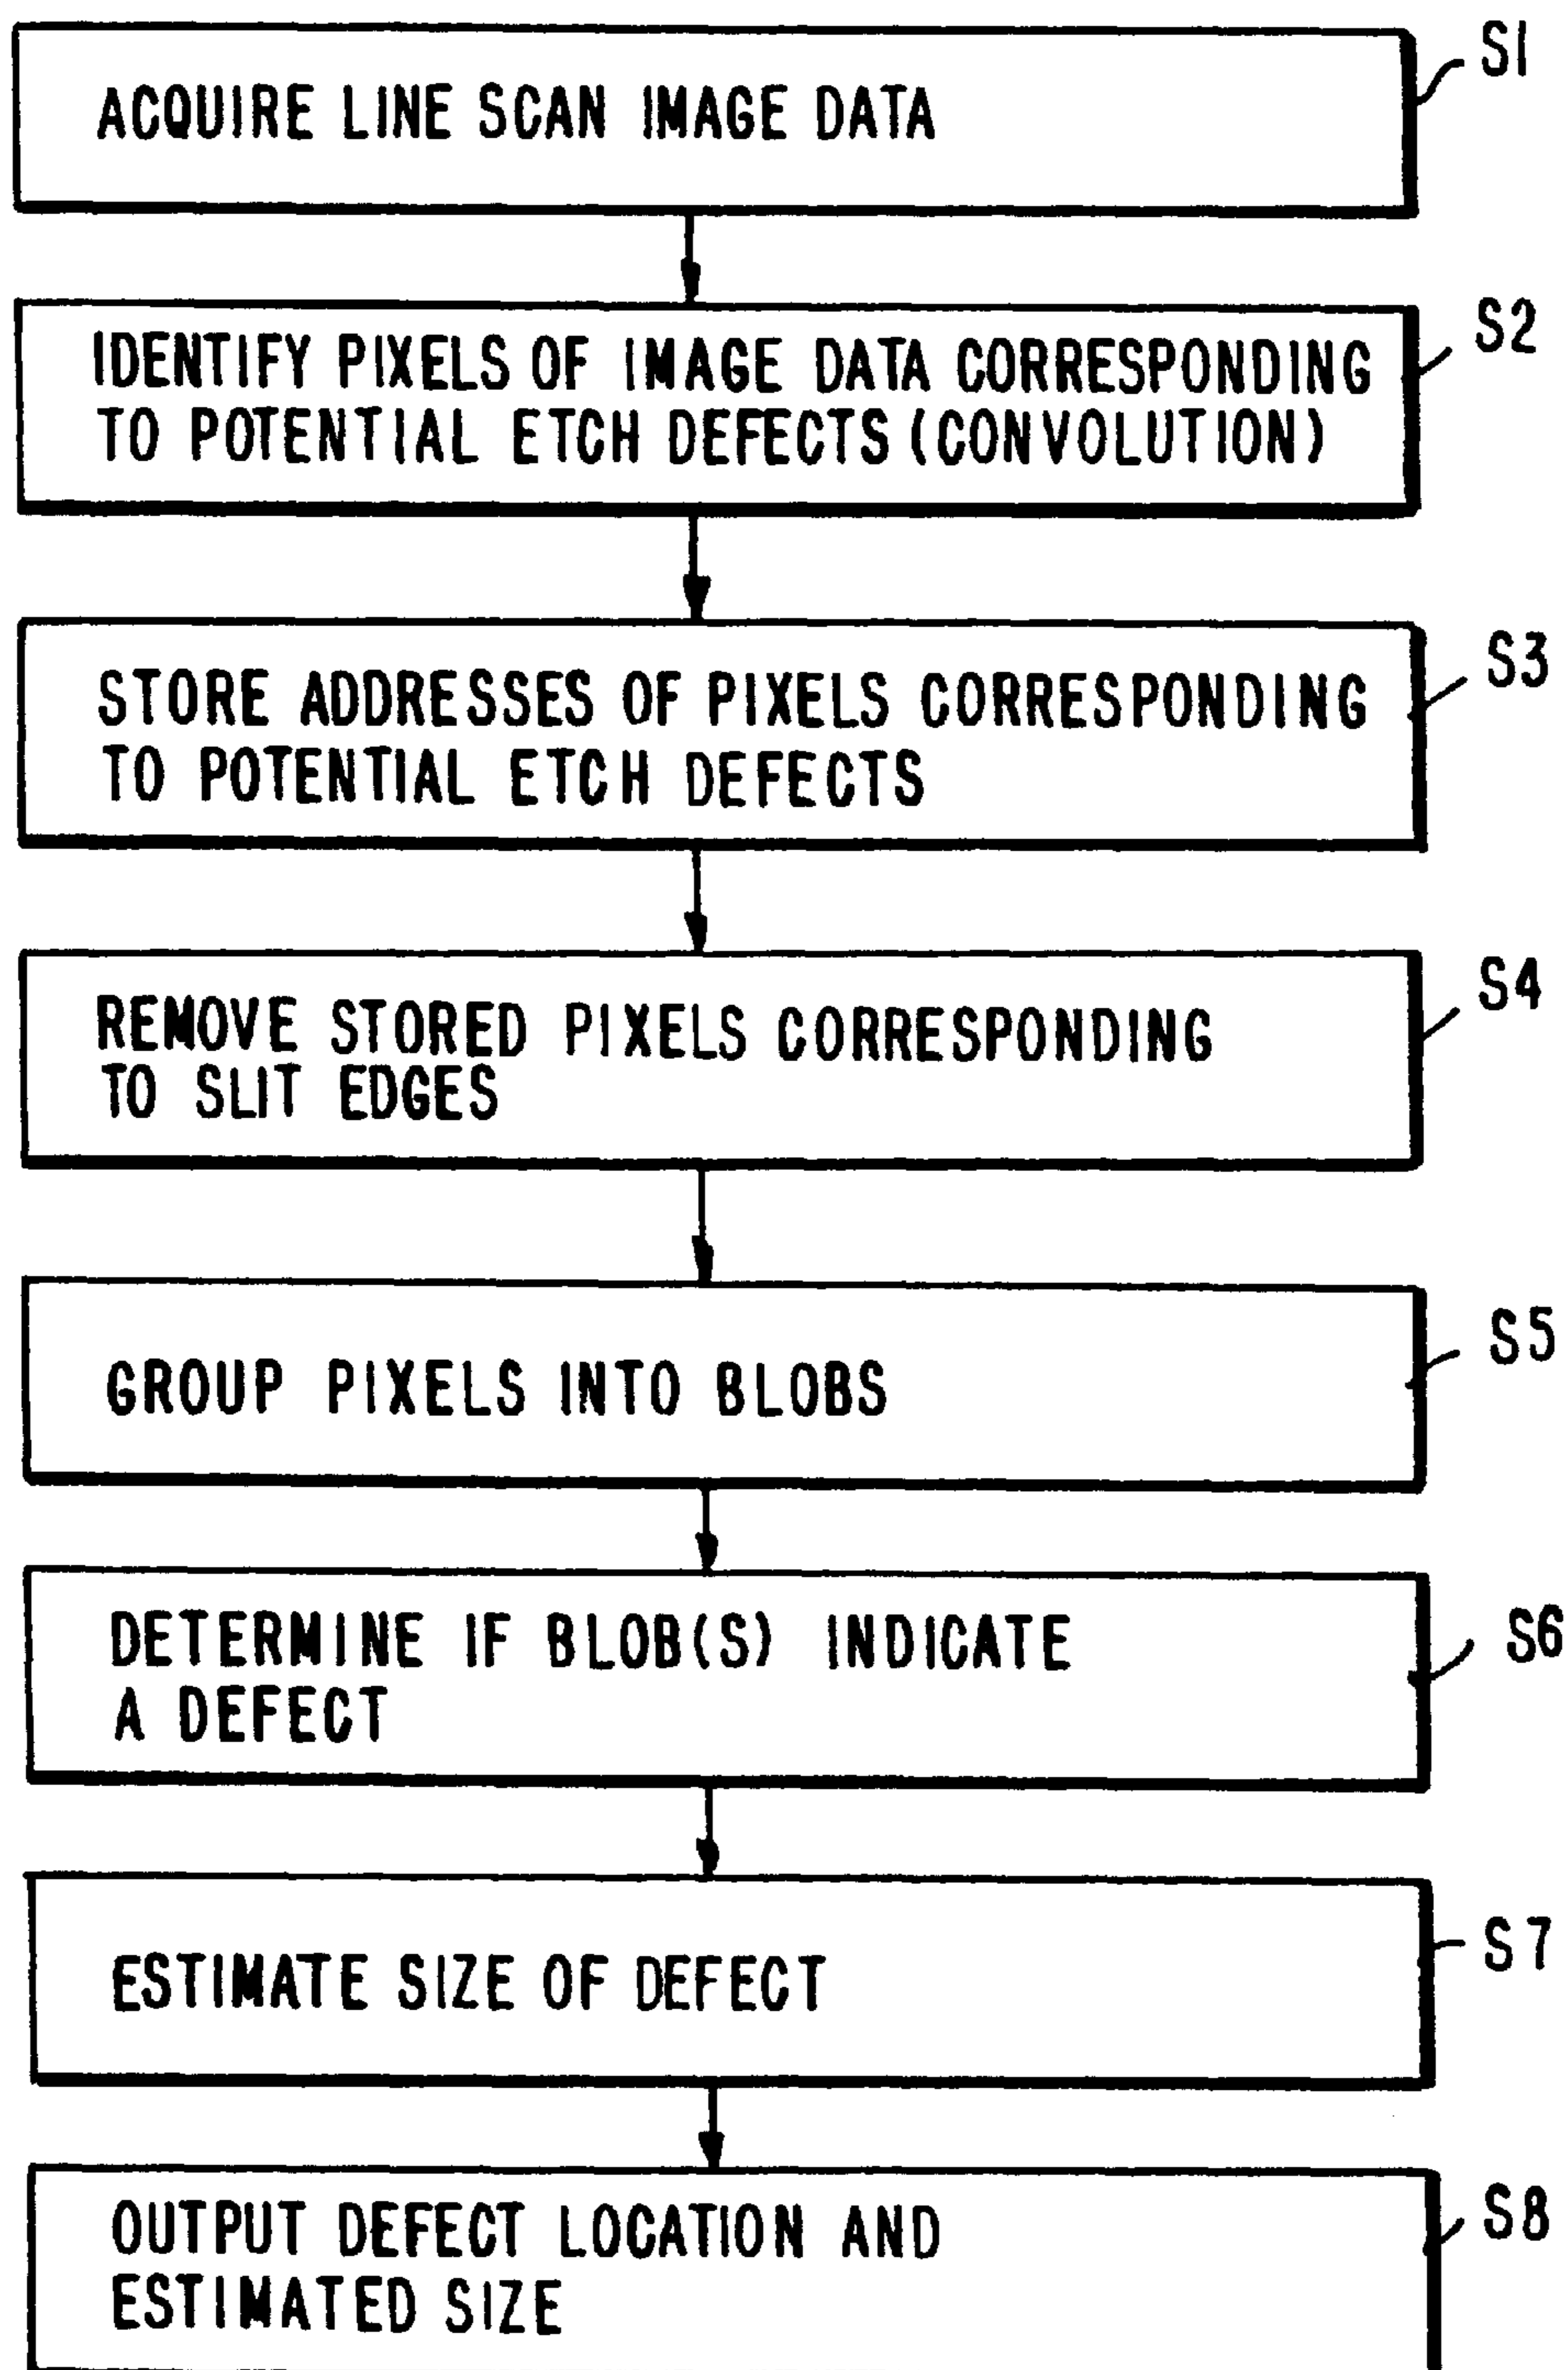 ACQUIRE LINE SCAN IMAGE DATA
S1
IDENTIFY PIXELS OF IMAGE DATA CORRESPONDING
TO POTENTIAL ETCH DEFECTS (CONVOLUTION)
S2
STORE ADDRESSES OF PIXELS CORRESPONDING
TO POTENTIAL ETCH DEFECTS
S3
REMOVE STORED PIXELS CORRESPONDING
TO SLIT EDGES
S4
GROUP PIXELS INTO BLOBS
S5
DETERMINE IF BLOB(S) INDICATE
A DEFECT
S6
ESTIMATE SIZE OF DEFECT
S7
OUTPUT DEFECT LOCATION AND
ESTIMATED SIZE
S8